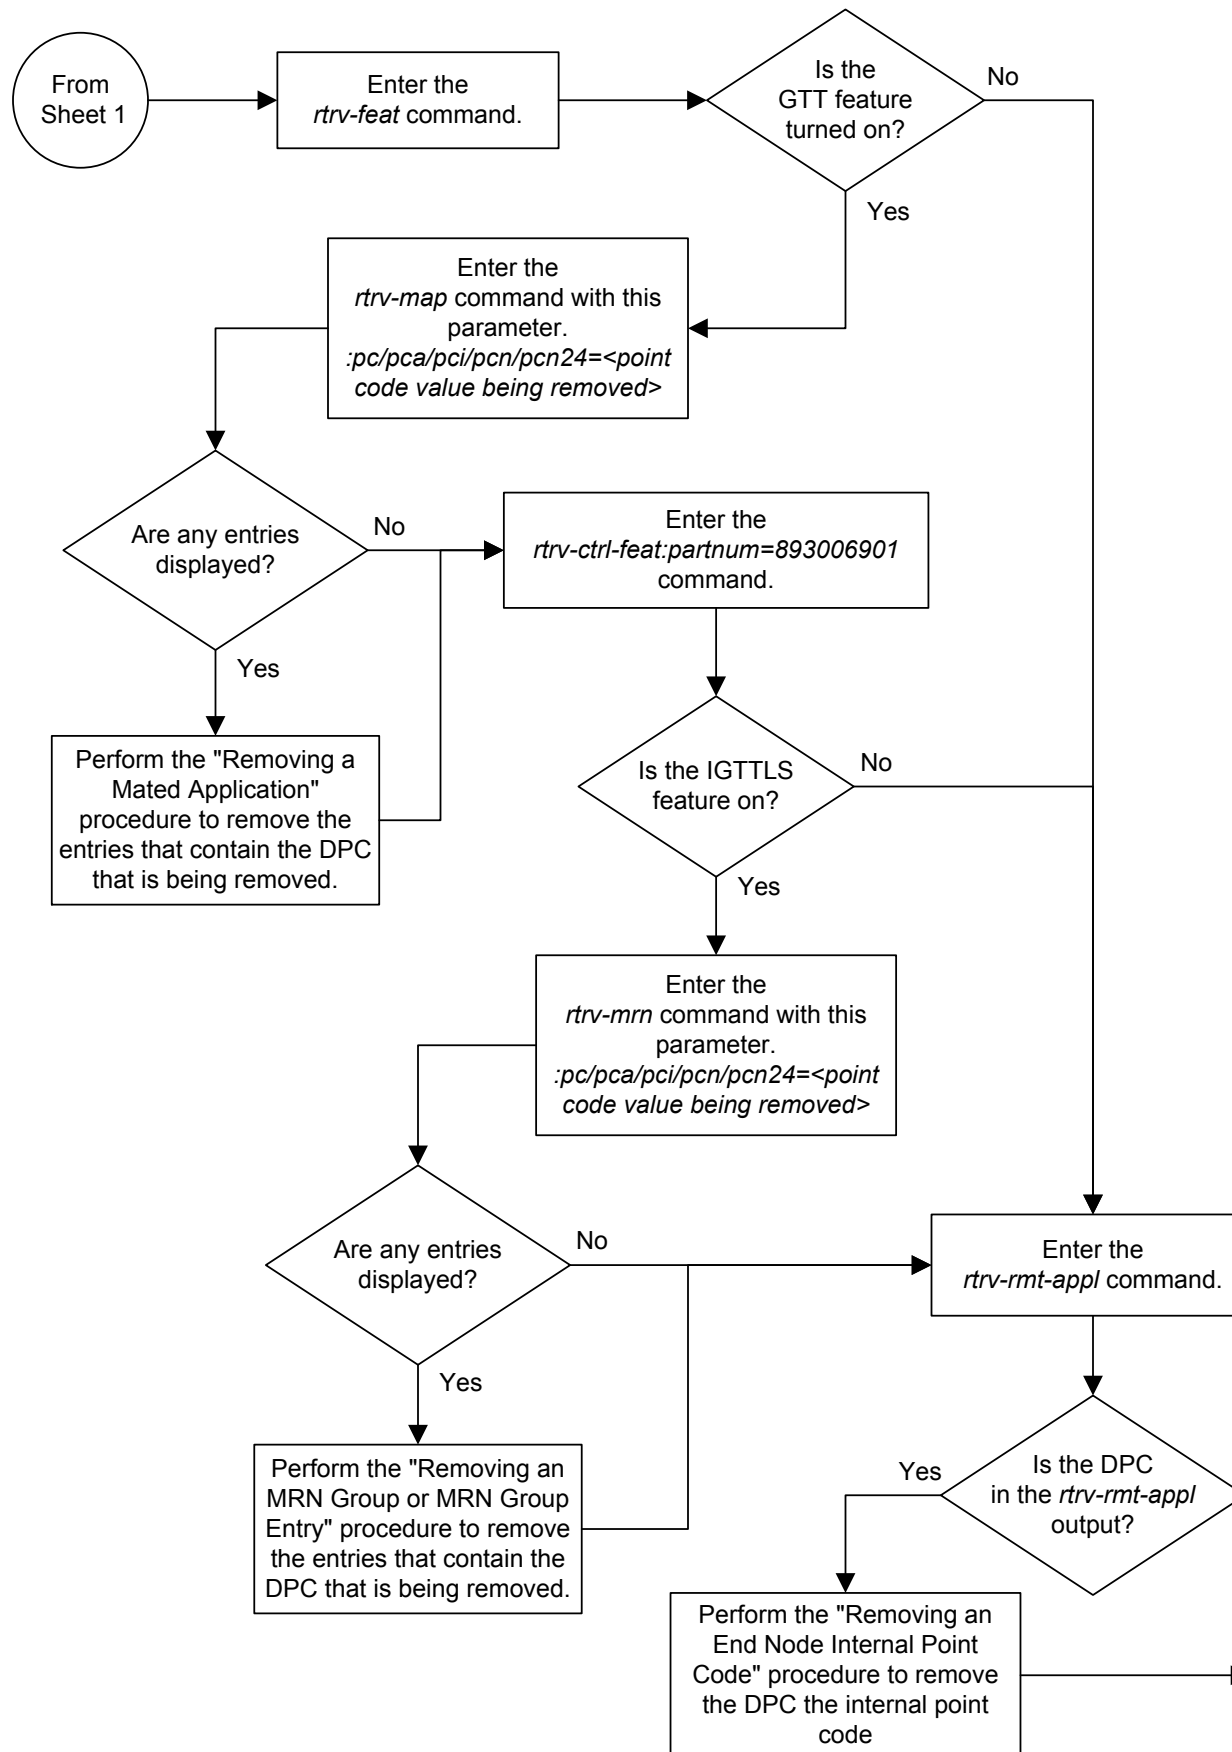 From
Sheet 1
Enter the
rtrv-feat command.
Is the
GTT feature
turned on?
No
Yes
Enter the
rtrv-map command with this
parameter.
:pc/pca/pci/pcn/pcn24=<point
code value being removed>
Are any entries
displayed?
No
Yes
Enter the
rtrv-ctrl-feat:partnum=893006901
command.
Perform the "Removing a
Mated Application"
procedure to remove the
entries that contain the DPC
that is being removed.
Is the IGTTLS
feature on?
No
Yes
Enter the
rtrv-mrn command with this
parameter.
:pc/pca/pci/pcn/pcn24=<point
code value being removed>
Are any entries
displayed?
No
Yes
Enter the
rtrv-rmt-appl command.
Perform the "Removing an
MRN Group or MRN Group
Entry" procedure to remove
the entries that contain the
DPC that is being removed.
Is the DPC
in the rtrv-rmt-appl
output?
Yes
Perform the "Removing an
End Node Internal Point
Code" procedure to remove
the DPC the internal point
code